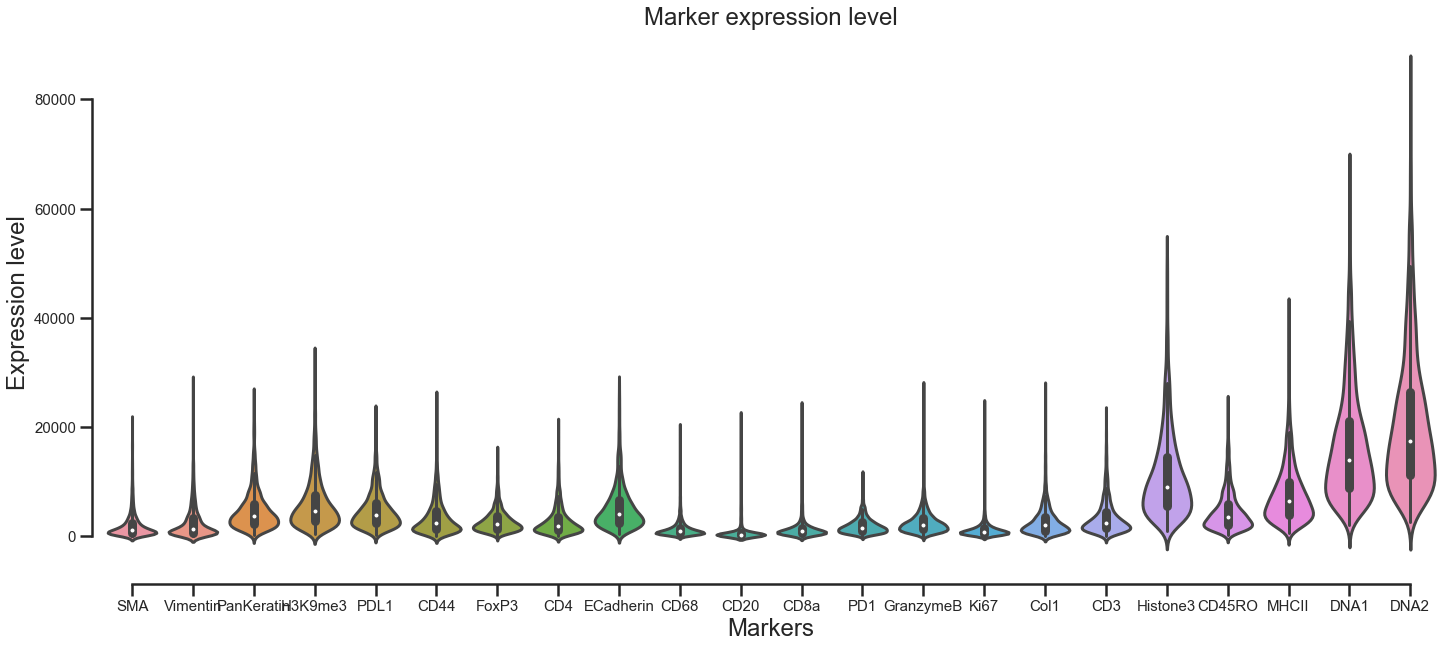 Marker expression level
Expression level
80000
60000
40000
20000
0
SMA Vimentin PanKeratin H3K9me3 PDL1 CD44 FoxP3 CD4 ECadherin CD68 CD20 CD8a PD1 GranzymeB Ki67 Col1 CD3 Histone3 CD45RO MHCII DNA1 DNA2
Markers